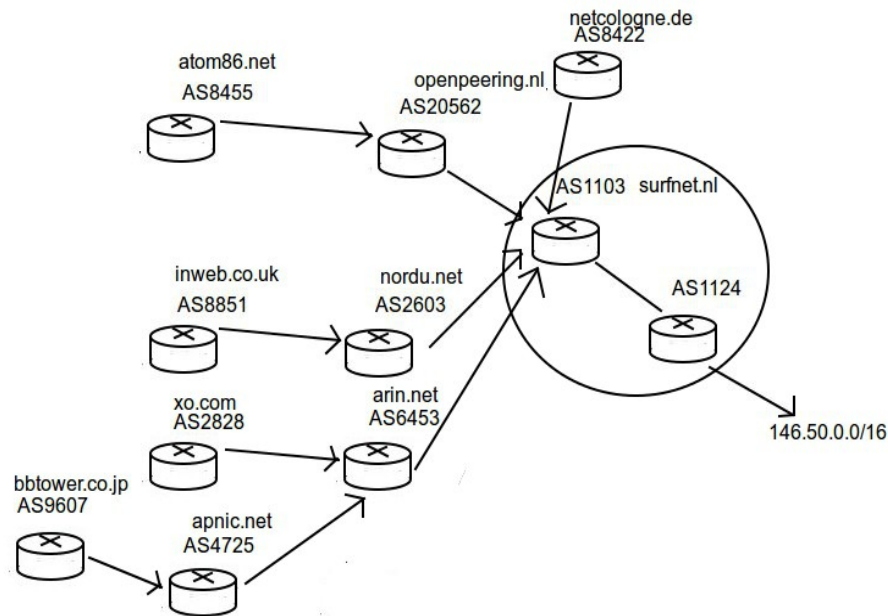 netcologne.de
AS8422
atom86.net
AS8455
openpeering.nl
AS20562
AS1103 surfnet.nl
inweb.co.uk
AS8851
nordu.net
AS2603
AS1124
xo.com
AS2828
arin.net
AS6453
146.50.0.0/16
bbtower.co.jp
AS9607
apnic.net
AS4725